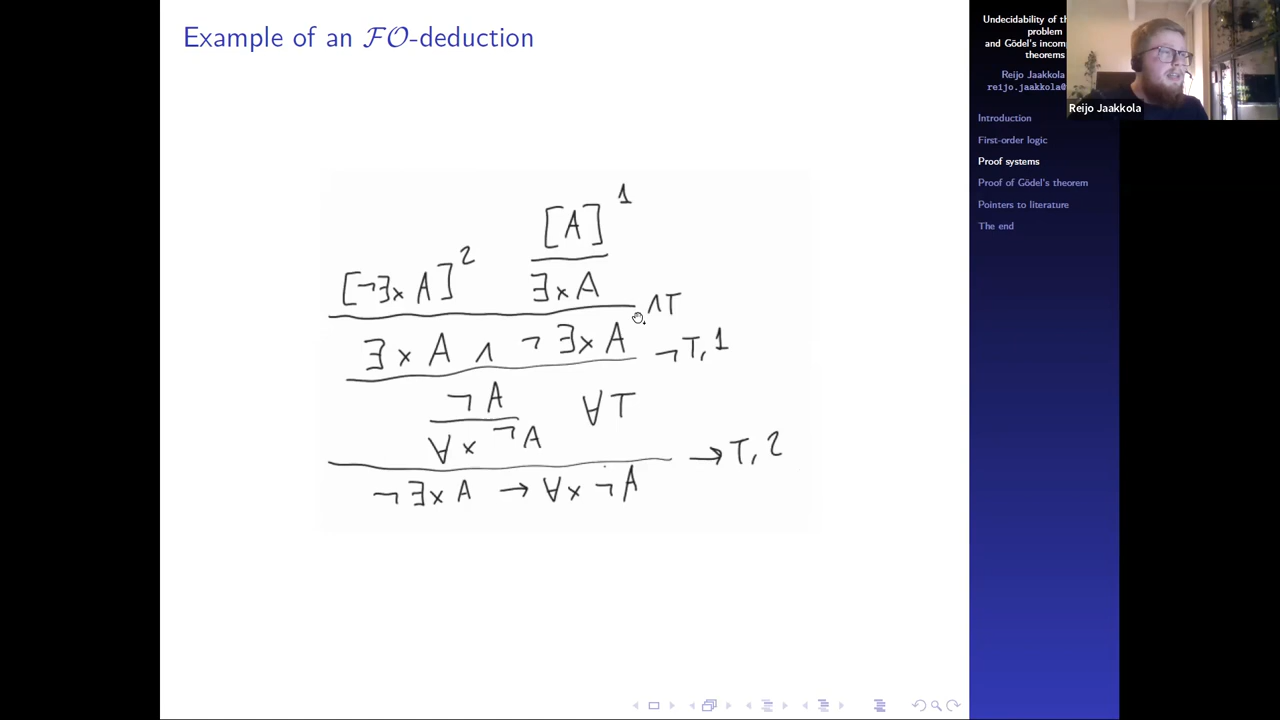 Example of an FO-deduction
[A]¹
[¬∃x A]² ∃x A
∧T
∃x A ∧ ¬∃x A ¬T, 1
¬A ∀T
∀x ¬A
→T, 2
¬∃x A → ∀x ¬A
Undecidability of th
problem
and Gödel's incomp
theorems
Reijo Jaakkola
reijo.jaakkola@
Introduction
First-order logic
Proof systems
Proof of Gödel's theorem
Pointers to literature
The end
Reijo Jaakkola